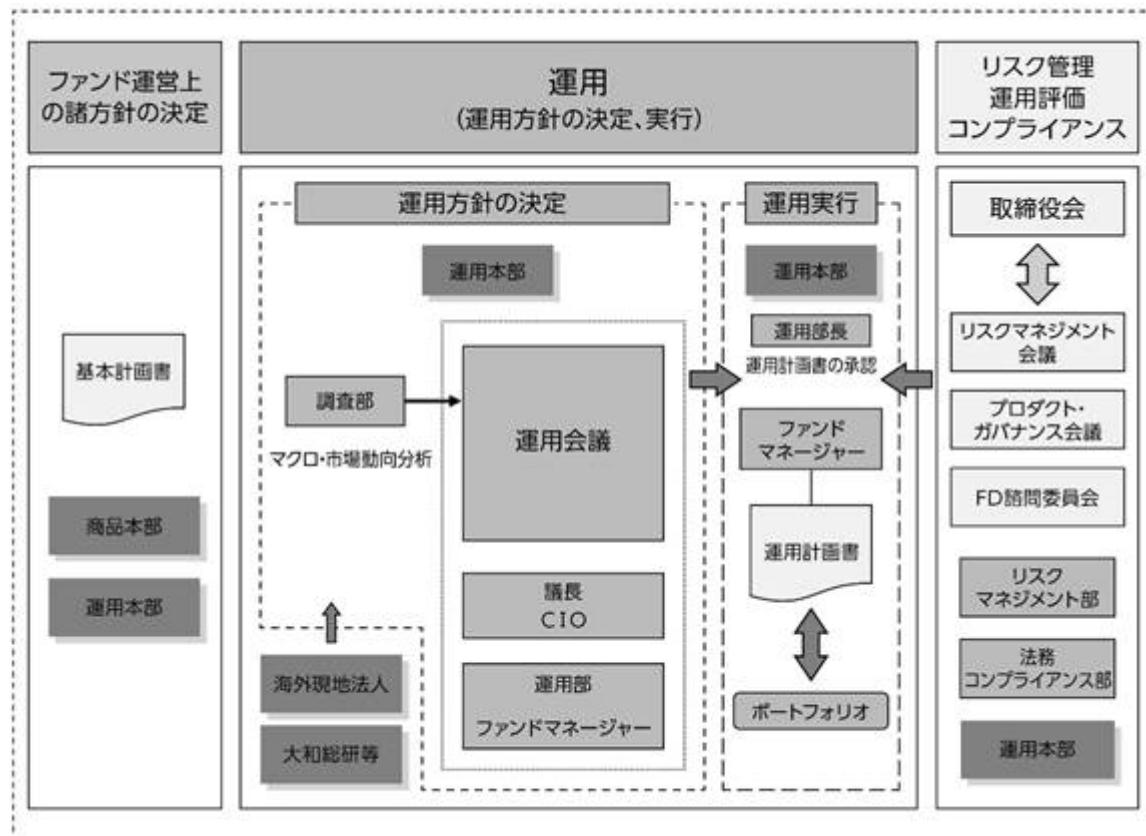 ファンド運営上
の諸方針の決定
運用
(運用方針の決定、実行)
リスク管理
運用評価
コンプライアンス
基本計画書
商品本部
運用本部
運用方針の決定
運用本部
調査部
マクロ・市場動向分析
運用会議
議長
CIO
運用部
ファンドマネージャー
海外現地法人
大和総研等
運用実行
運用本部
運用部長
運用計画書の承認
ファンド
マネージャー
運用計画書
ポートフォリオ
取締役会
リスクマネジメント
会議
プロダクト・
ガバナンス会議
FD諮問委員会
リスク
マネジメント部
法務
コンプライアンス部
運用本部